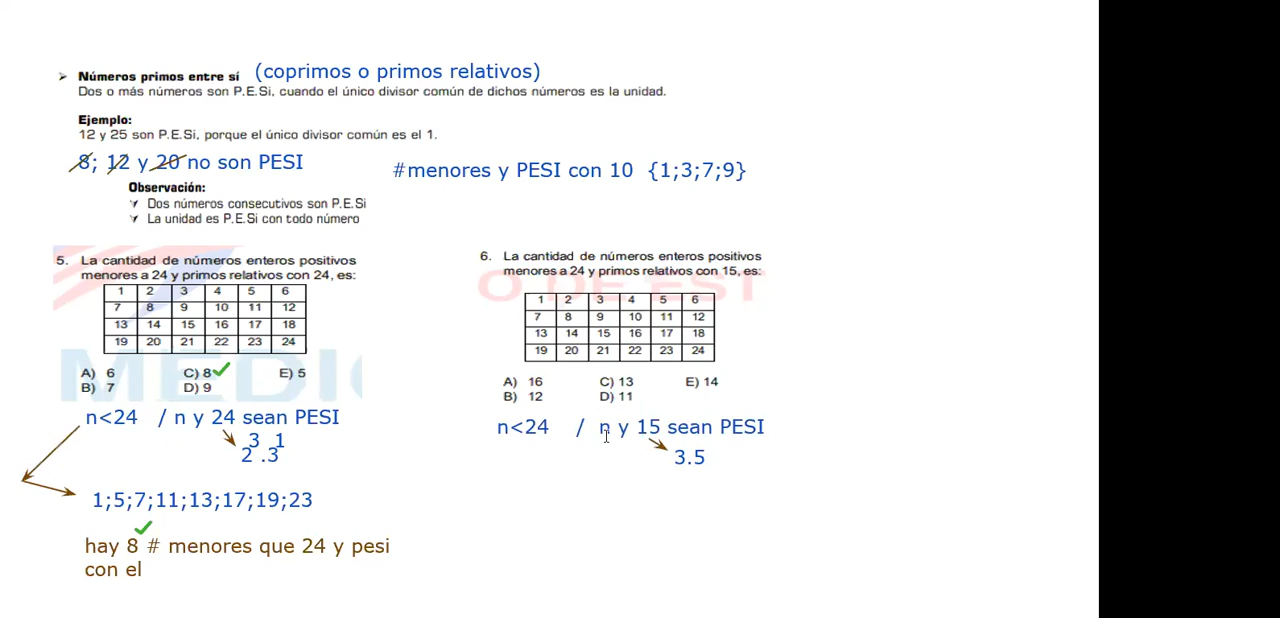 ➢ Números primos entre sí (coprimos o primos relativos)
Dos o más números son P.E.Si, cuando el único divisor común de dichos números es la unidad.
Ejemplo:
12 y 25 son P.E.Si, porque el único divisor común es el 1.
8; 12 y 20 no son PESI
#menores y PESI con 10 {1;3;7;9}
Observación:
Dos números consecutivos son P.E.Si
La unidad es P.E.Si con todo número
5. La cantidad de números enteros positivos
menores a 24 y primos relativos con 24, es:
1 2 3 4 5 6
7 8 9 10 11 12
13 14 15 16 17 18
19 20 21 22 23 24
A) 6 C) 8 E) 5
B) 7 D) 9
n<24 / n y 24 sean PESI
3 1
2 .3
1;5;7;11;13;17;19;23
hay 8 # menores que 24 y pesi
con el
6. La cantidad de números enteros positivos
menores a 24 y primos relativos con 15, es:
1 2 3 4 5 6
7 8 9 10 11 12
13 14 15 16 17 18
19 20 21 22 23 24
A) 16 C) 13 E) 14
B) 12 D) 11
n<24 / n y 15 sean PESI
3.5
O DE EST
MEDIC